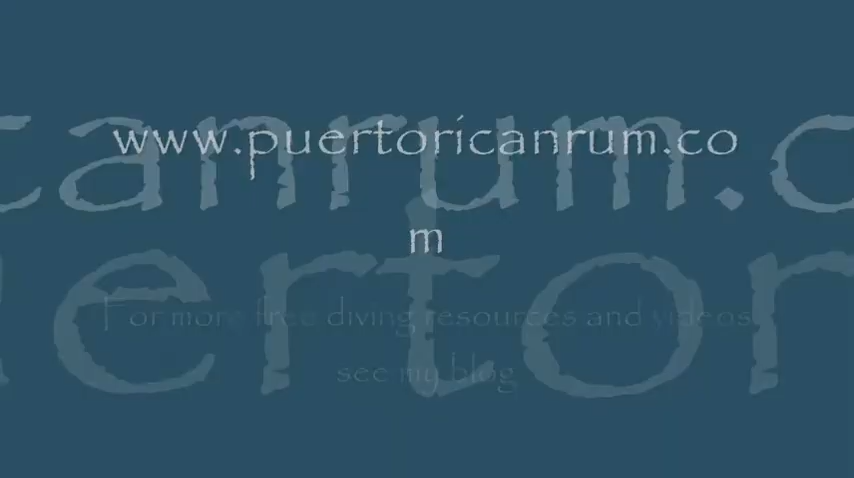 www.puertoricanrum.co
m
For more free diving resources and videos
see my blog